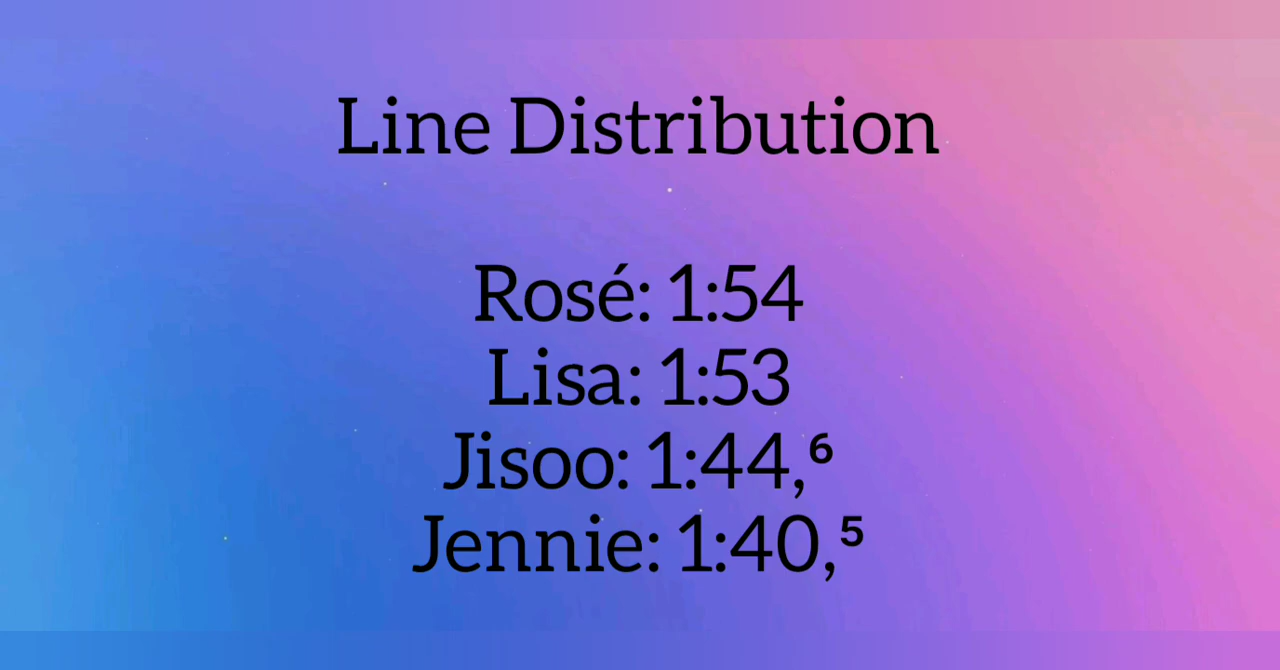 Line Distribution
Rosé: 1:54
Lisa: 1:53
Jisoo: 1:44,⁶
Jennie: 1:40,⁵